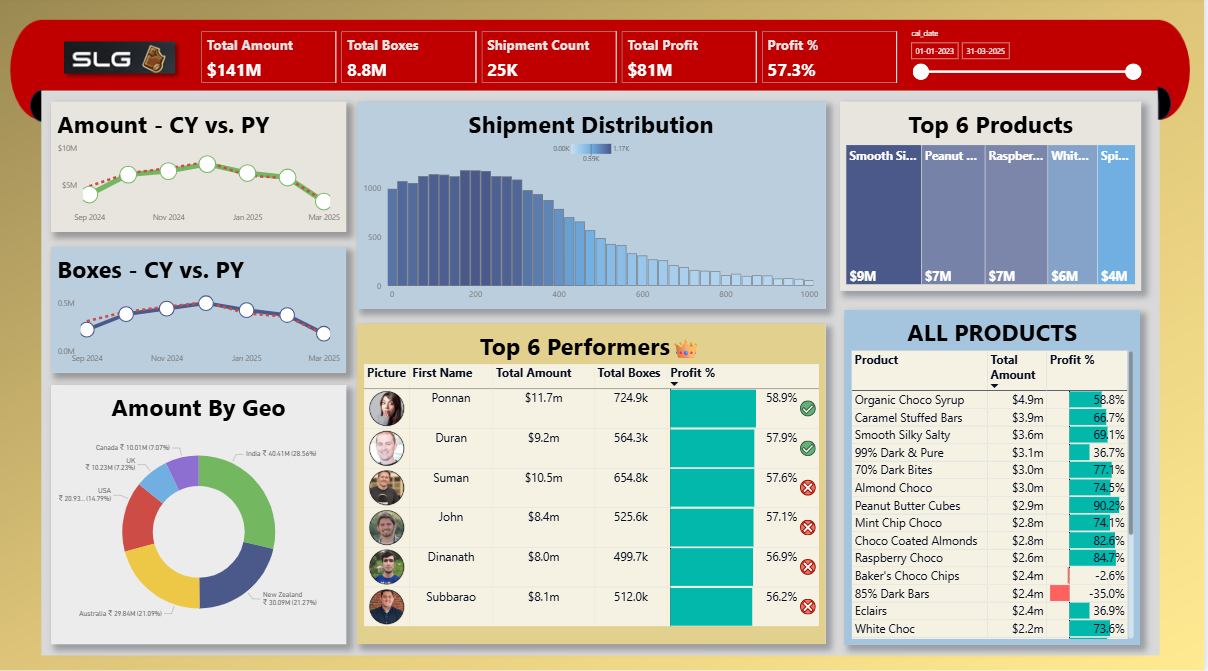 SLG
Total Amount
$141M
Total Boxes
8.8M
Shipment Count
25K
Total Profit
$81M
Profit %
57.3%
cal_date
01-01-2023 31-03-2025
Amount - CY vs. PY
$10M
$5M
Sep 2024 Nov 2024 Jan 2025 Mar 2025
Boxes - CY vs. PY
0.5M
0.0M
Sep 2024 Nov 2024 Jan 2025 Mar 2025
Amount By Geo
Canada ₹ 10.01M (7.07%)
UK
₹ 10.23M (7.23%)
USA
₹ 20.93... (14.79%)
India ₹ 40.41M (28.56%)
New Zealand
₹ 30.09M (21.27%)
Australia ₹ 29.84M (21.09%)
Shipment Distribution
0.00K 1.17K
0.59K
1000
500
0
0 200 400 600 800 1000
Top 6 Performers
Picture First Name Total Amount Total Boxes Profit %
Ponnan $11.7m 724.9k 58.9%
Duran $9.2m 564.3k 57.9%
Suman $10.5m 654.8k 57.6%
John $8.4m 525.6k 57.1%
Dinanath $8.0m 499.7k 56.9%
Subbarao $8.1m 512.0k 56.2%
Top 6 Products
Smooth Si... Peanut ... Raspber... Whit... Spi...
$9M $7M $7M $6M $4M
ALL PRODUCTS
Product Total Profit %
Amount
Organic Choco Syrup $4.9m 58.8%
Caramel Stuffed Bars $3.9m 66.7%
Smooth Silky Salty $3.6m 69.1%
99% Dark & Pure $3.1m 36.7%
70% Dark Bites $3.0m 77.1%
Almond Choco $3.0m 74.5%
Peanut Butter Cubes $2.9m 90.2%
Mint Chip Choco $2.8m 74.1%
Choco Coated Almonds $2.8m 82.6%
Raspberry Choco $2.6m 84.7%
Baker's Choco Chips $2.4m -2.6%
85% Dark Bars $2.4m -35.0%
Eclairs $2.4m 36.9%
White Choc $2.2m 73.6%